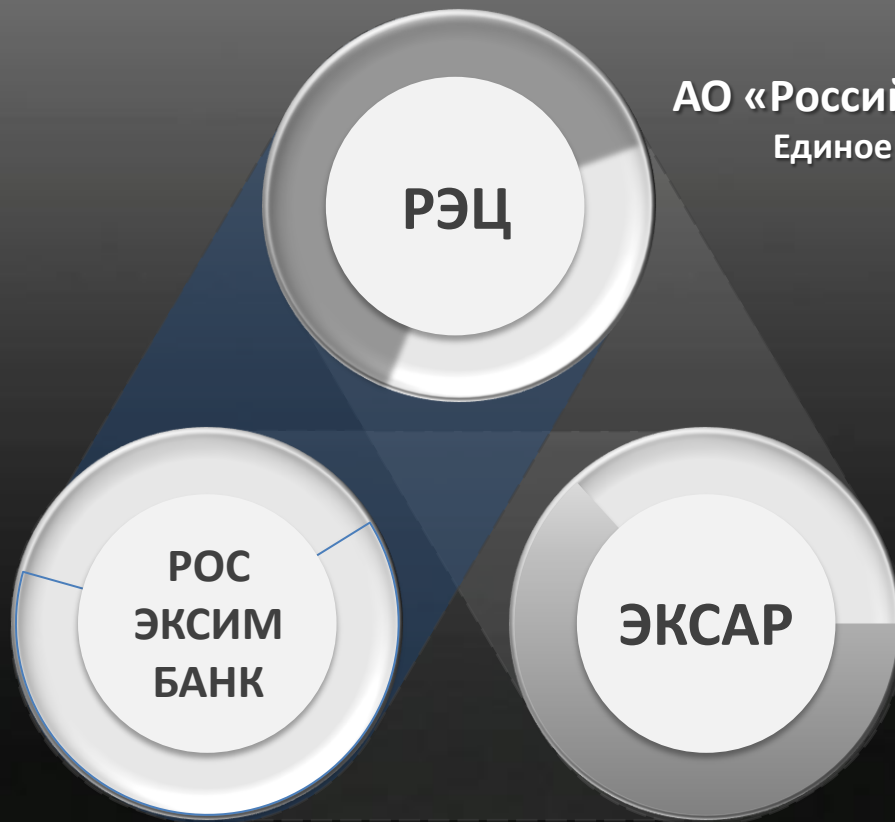 АО «Россий
Единое
РЭЦ
РОС
ЭКСИМ
БАНК
ЭКСАР